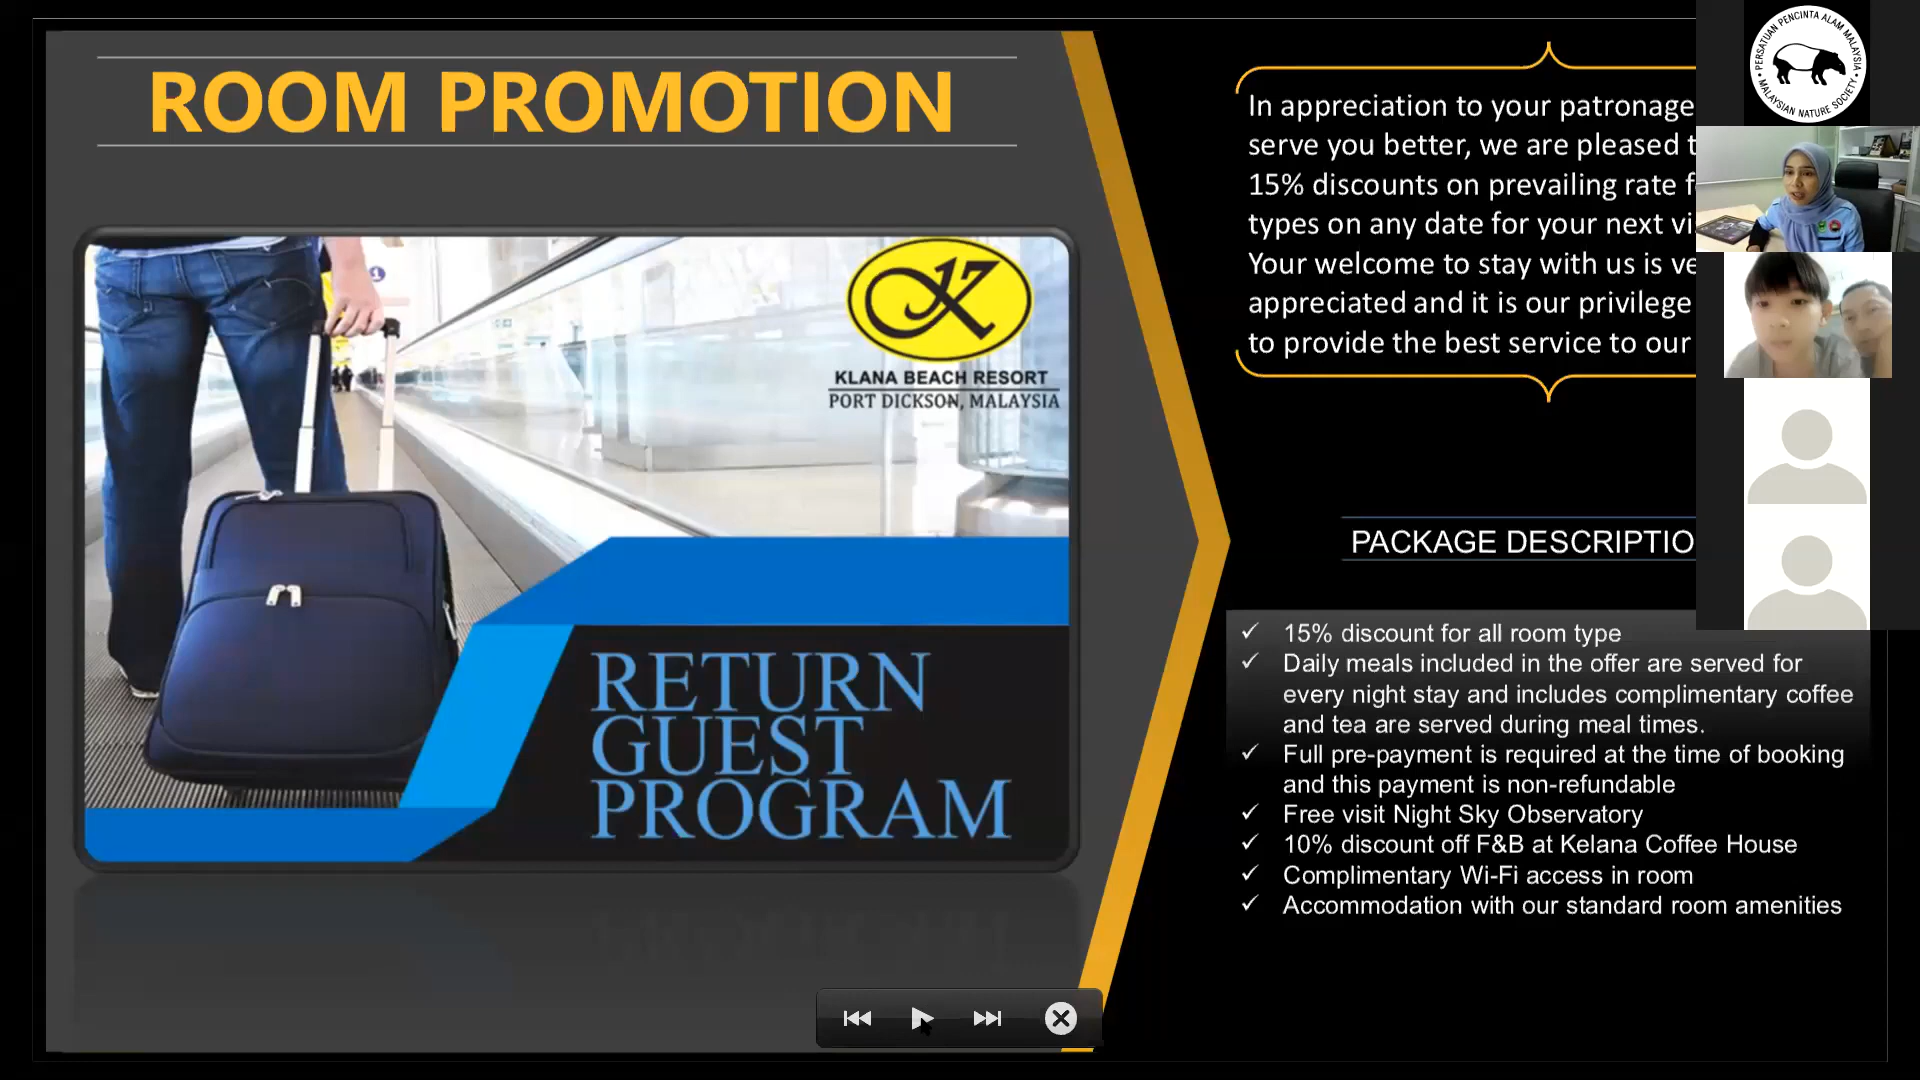 ROOM PROMOTION
KLANA BEACH RESORT
PORT DICKSON, MALAYSIA
RETURN
GUEST
PROGRAM
In appreciation to your patronage
serve you better, we are pleased
15% discounts on prevailing rate
types on any date for your next
Your welcome to stay with us is
appreciated and it is our privilege
to provide the best service to our
PACKAGE DESCRIPTIO
15% discount for all room type
Daily meals included in the offer are served for
every night stay and includes complimentary coffee
and tea are served during meal times.
Full pre-payment is required at the time of booking
and this payment is non-refundable
Free visit Night Sky Observatory
10% discount off F&B at Kelana Coffee House
Complimentary Wi-Fi access in room
Accommodation with our standard room amenities
PERSATUAN PENCINTA ALAM MALAYSIA
MALAYSIAN NATURE SOCIETY